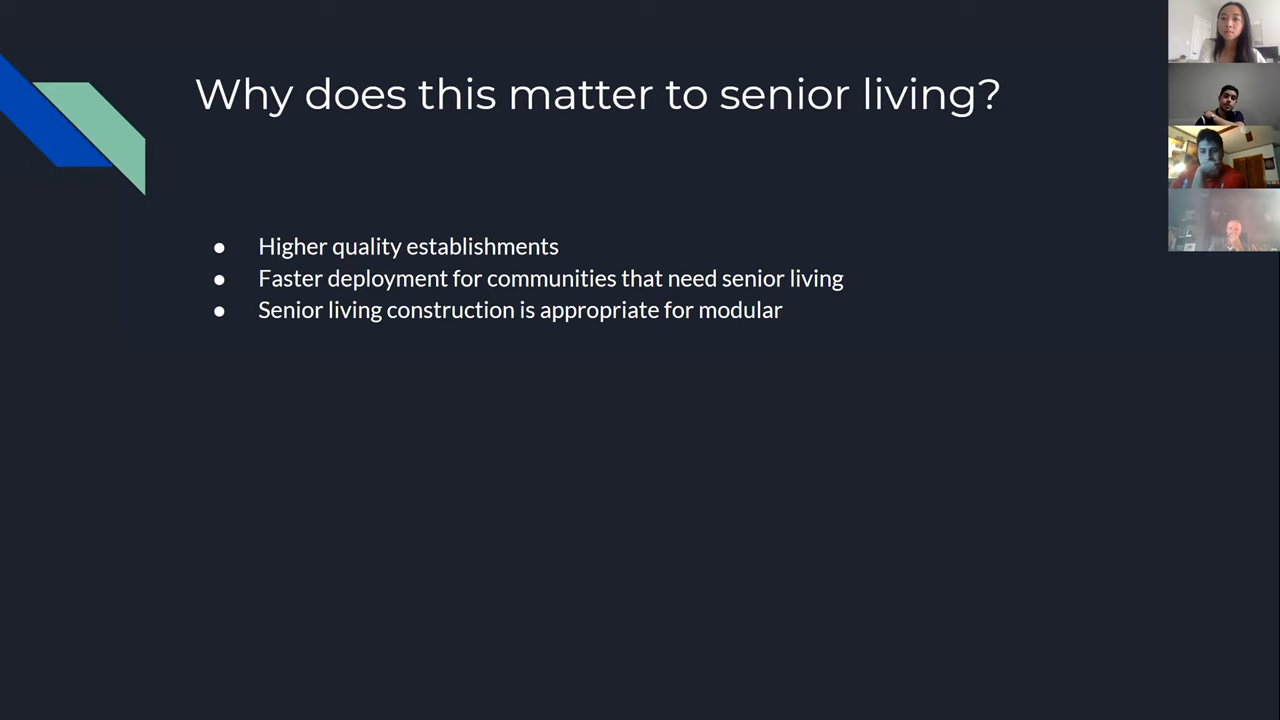 Why does this matter to senior living?
● Higher quality establishments
● Faster deployment for communities that need senior living
● Senior living construction is appropriate for modular